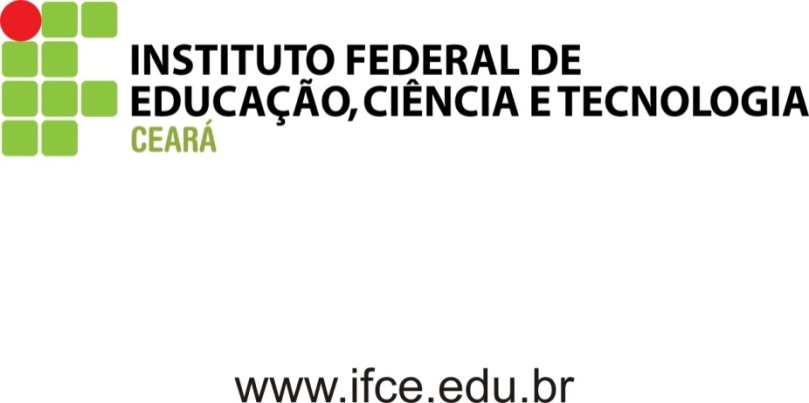 INSTITUTO FEDERAL DE
EDUCAÇÃO, CIÊNCIA E TECNOLOGIA
CEARÁ
www.ifce.edu.br